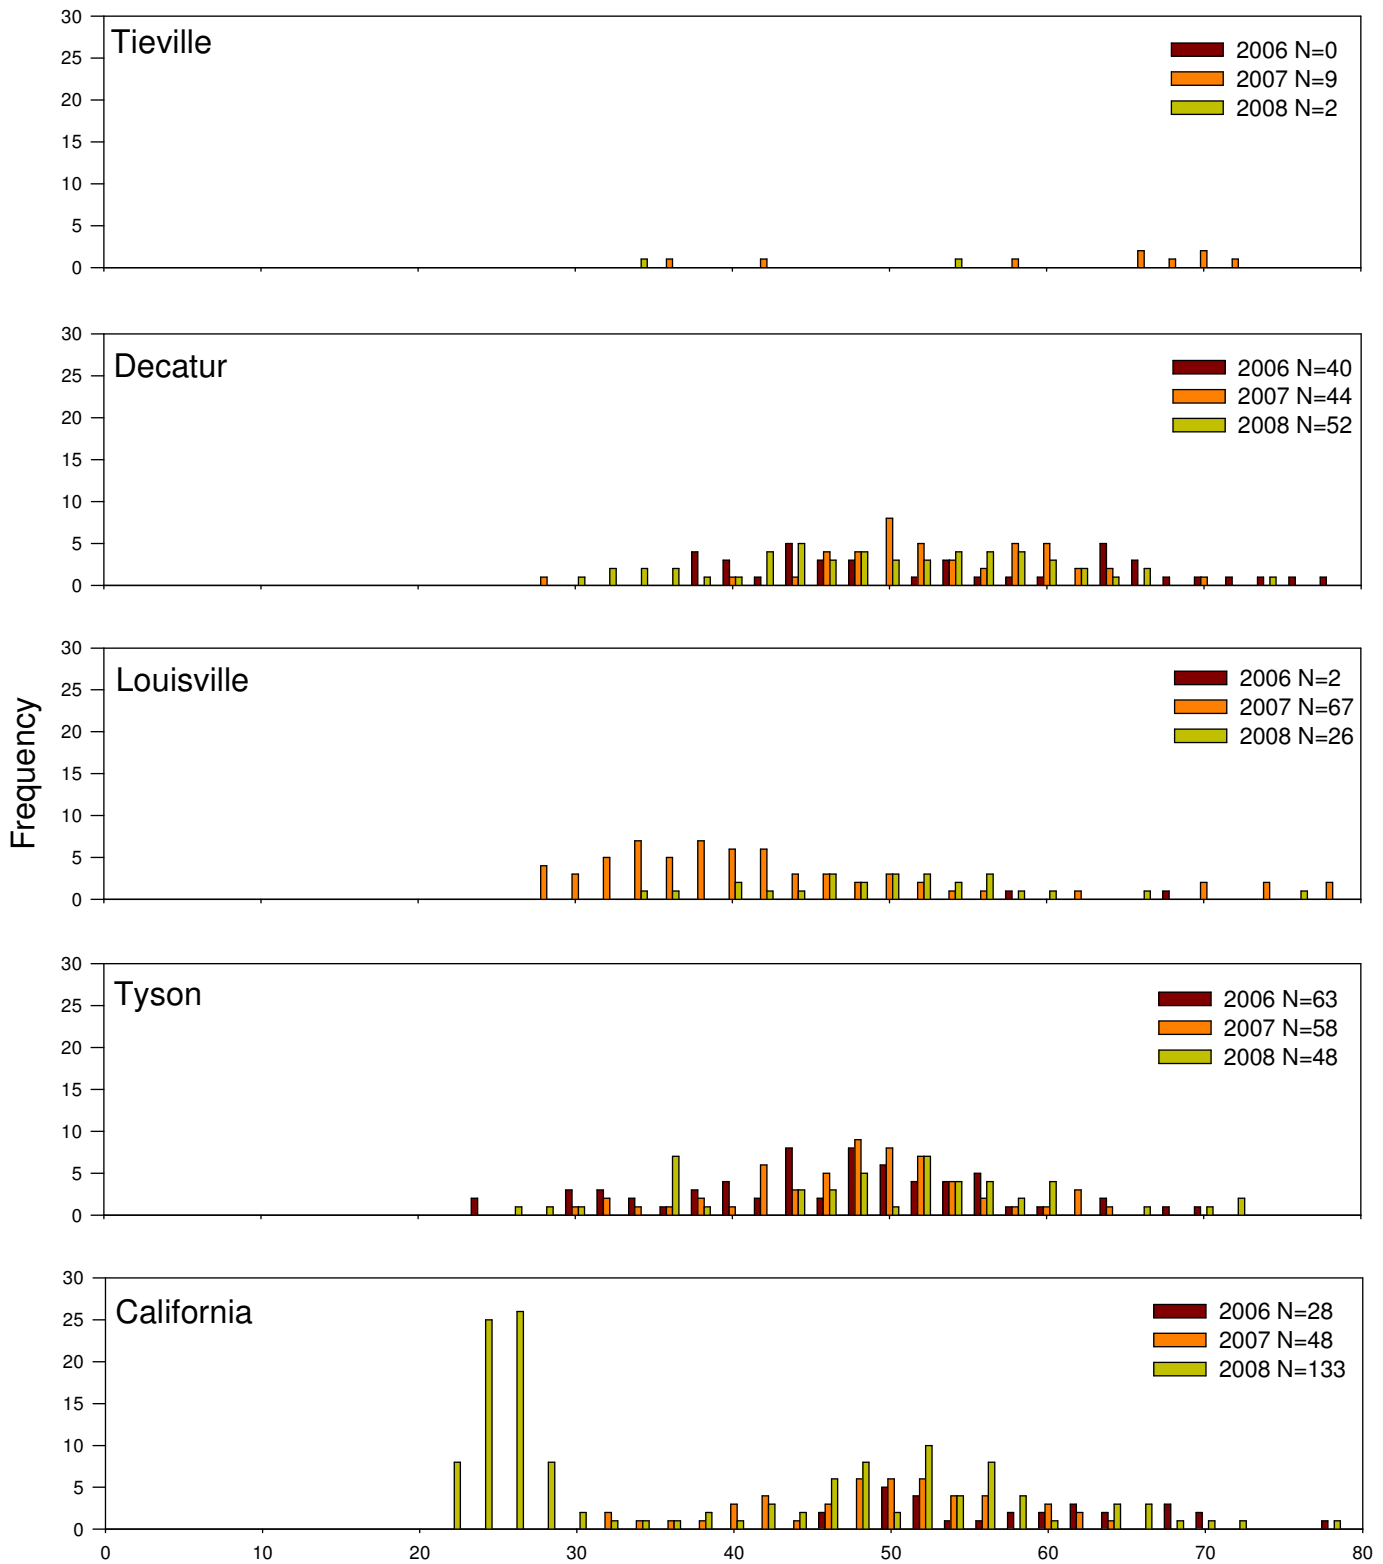 30
25
20
15
10
5
0
Tieville
2006 N=0
2007 N=9
2008 N=2
30
25
20
15
10
5
0
Decatur
2006 N=40
2007 N=44
2008 N=52
Frequency
30
25
20
15
10
5
0
Louisville
2006 N=2
2007 N=67
2008 N=26
30
25
20
15
10
5
0
Tyson
2006 N=63
2007 N=58
2008 N=48
30
25
20
15
10
5
0
California
2006 N=28
2007 N=48
2008 N=133
0 10 20 30 40 50 60 70 80